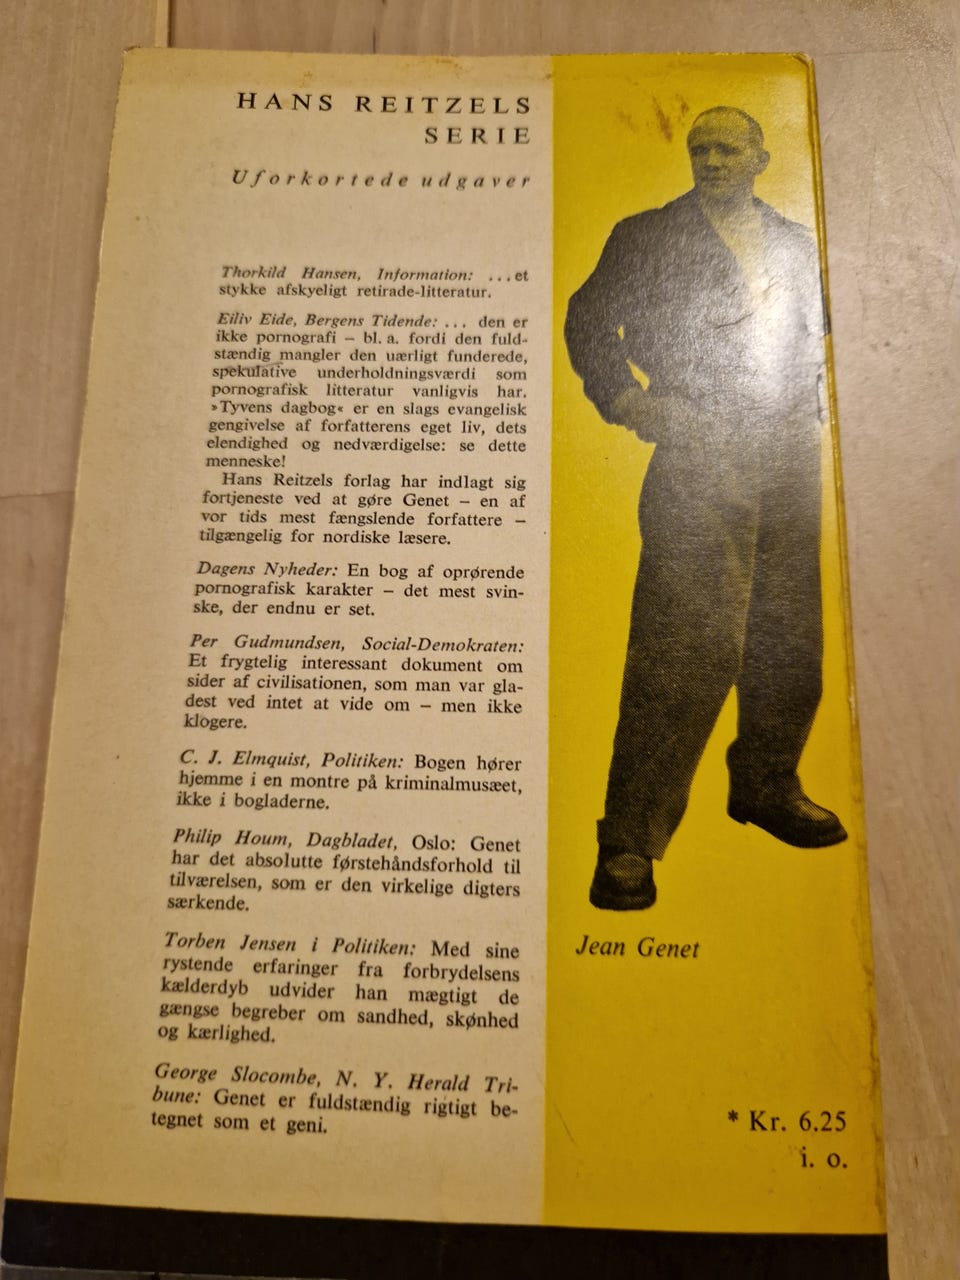 HANS REITZELS
SERIE
Uforkortede udgaver
Thorkild Hansen, Information: ...et
stykke afskyeligt retirade-litteratur.
Eiliv Eide, Bergens Tidende: ... den er
ikke pornografi – bl. a. fordi den fuld-
stændig mangler den uærligt funderede,
spekulative underholdningsværdi som
pornografisk litteratur vanligvis har.
»Tyvens dagbog« er en slags evangelisk
gengivelse af forfatterens eget liv, dets
elendighed og nedværdigelse: se dette
menneske!
Hans Reitzels forlag har indlagt sig
fortjeneste ved at gøre Genet – en af
vor tids mest fængslende forfattere –
tilgængelig for nordiske læsere.
Dagens Nyheder: En bog af oprørende
pornografisk karakter – det mest svin-
ske, der endnu er set.
Per Gudmundsen, Social-Demokraten:
Et frygtelig interessant dokument om
sider af civilisationen, som man var gla-
dest ved intet at vide om – men ikke
klogere.
C. J. Elmquist, Politiken: Bogen hører
hjemme i en montre på kriminalmusæet,
ikke i bogladerne.
Philip Houm, Dagbladet, Oslo: Genet
har det absolutte førstehåndsforhold til
tilværelsen, som er den virkelige digters
særkende.
Torben Jensen i Politiken: Med sine
rystende erfaringer fra forbrydelsens
kælderdyb udvider han mægtigt de
gængse begreber om sandhed, skønhed
og kærlighed.
George Slocombe, N. Y. Herald Tri-
bune: Genet er fuldstændig rigtigt be-
tegnet som et geni.
Jean Genet
* Kr. 6.25
i. o.